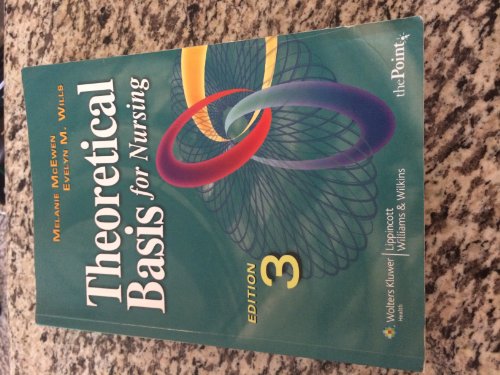 MELANIE MCEWEN
EVELYN M. WILLS
Theoretical
Basis for Nursing
EDITION
3
thePoint
Wolters Kluwer
Health
Lippincott
Williams & Wilkins